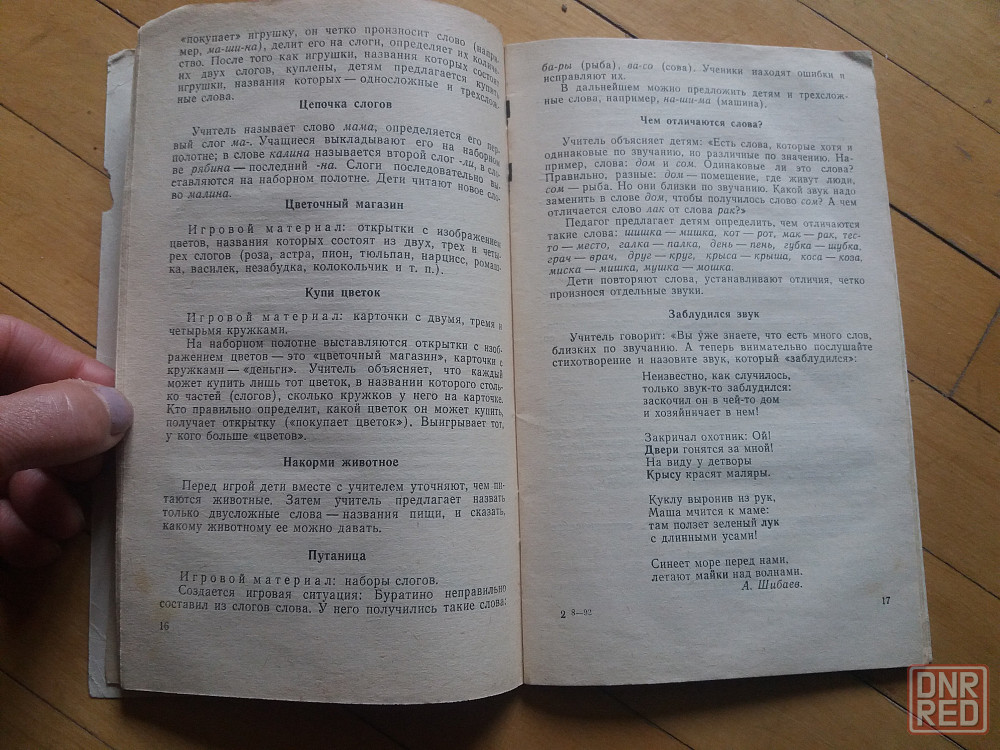 «покупает» игрушку, он четко произносит слово (напри-
мер, ма-ши-на), делит его на слоги, определяет их количе-
ство. После того как игрушки, названия которых состоят
из двух слогов, куплены, детям предлагается купить
игрушки, названия которых — односложные и трехслож-
ные слова.
Цепочка слогов
Учитель называет слово мама, определяется его пер-
вый слог ма-. Учащиеся выкладывают его на наборном
полотне; в слове калина называется второй слог -ли, в сло-
ве рябина — последний -на. Слоги последовательно вы-
ставляются на наборном полотне. Дети читают новое сло-
во малина.
Цветочный магазин
Игровой материал: открытки с изображением
цветов, названия которых состоят из двух, трех и четы-
рех слогов (роза, астра, пион, тюльпан, нарцисс, ромаш-
ка, василек, незабудка, колокольчик и т. п.).
Купи цветок
Игровой материал: карточки с двумя, тремя и
четырьмя кружками.
На наборном полотне выставляются открытки с изоб-
ражением цветов — это «цветочный магазин», карточки с
кружками — «деньги». Учитель объясняет, что каждый
может купить лишь тот цветок, в названии которого столь-
ко частей (слогов), сколько кружков у него на карточке.
Кто правильно определит, какой цветок он может купить,
получает открытку («покупает цветок»). Выигрывает тот,
у кого больше «цветов».
Накорми животное
Перед игрой дети вместе с учителем уточняют, чем пи-
таются животные. Затем учитель предлагает назвать
только двусложные слова — названия пищи, и сказать,
какому животному ее можно давать.
Путаница
Игровой материал: наборы слогов.
Создается игровая ситуация: Буратино неправильно
составил из слогов слова. У него получились такие слова:
16
ба-ры (рыба), ва-со (сова). Ученики находят ошибки и
исправляют их.
В дальнейшем можно предложить детям и трехслож-
ные слова, например, на-ши-ма (машина).
Чем отличаются слова?
Учитель объясняет детям: «Есть слова, которые хотя и
одинаковые по звучанию, но различные по значению. На-
пример, слова: дом и сом. Одинаковые ли это слова?
Правильно, разные: дом — помещение, где живут люди,
сом — рыба. Но они близки по звучанию. Какой звук надо
заменить в слове дом, чтобы получилось слово сом? А чем
отличается слово лак от слова рак?»
Педагог предлагает детям определить, чем отличаются
такие слова: шишка — мишка, кот — рот, мак — рак, тес-
то — место, галка — палка, день — пень, губка — шубка,
грач — врач, друг — круг, крыса — крыша, коса — коза,
миска — мишка, мушка — мошка.
Дети повторяют слова, устанавливают отличия, четко
произнося отдельные звуки.
Заблудился звук
Учитель говорит: «Вы уже знаете, что есть много слов,
близких по звучанию. А теперь внимательно послушайте
стихотворение и назовите звук, который «заблудился»:
Неизвестно, как случилось,
только звук-то заблудился:
заскочил он в чей-то дом
и хозяйничает в нем!
Закричал охотник: Ой!
Двери гонятся за мной!
На виду у детворы
Крысу красят маляры.
Куклу выронив из рук,
Маша мчится к маме:
там ползет зеленый лук
с длинными усами!
Синеет море перед нами,
летают майки над волнами.
А. Шибаев.
2 8—92
17
DNR
RED